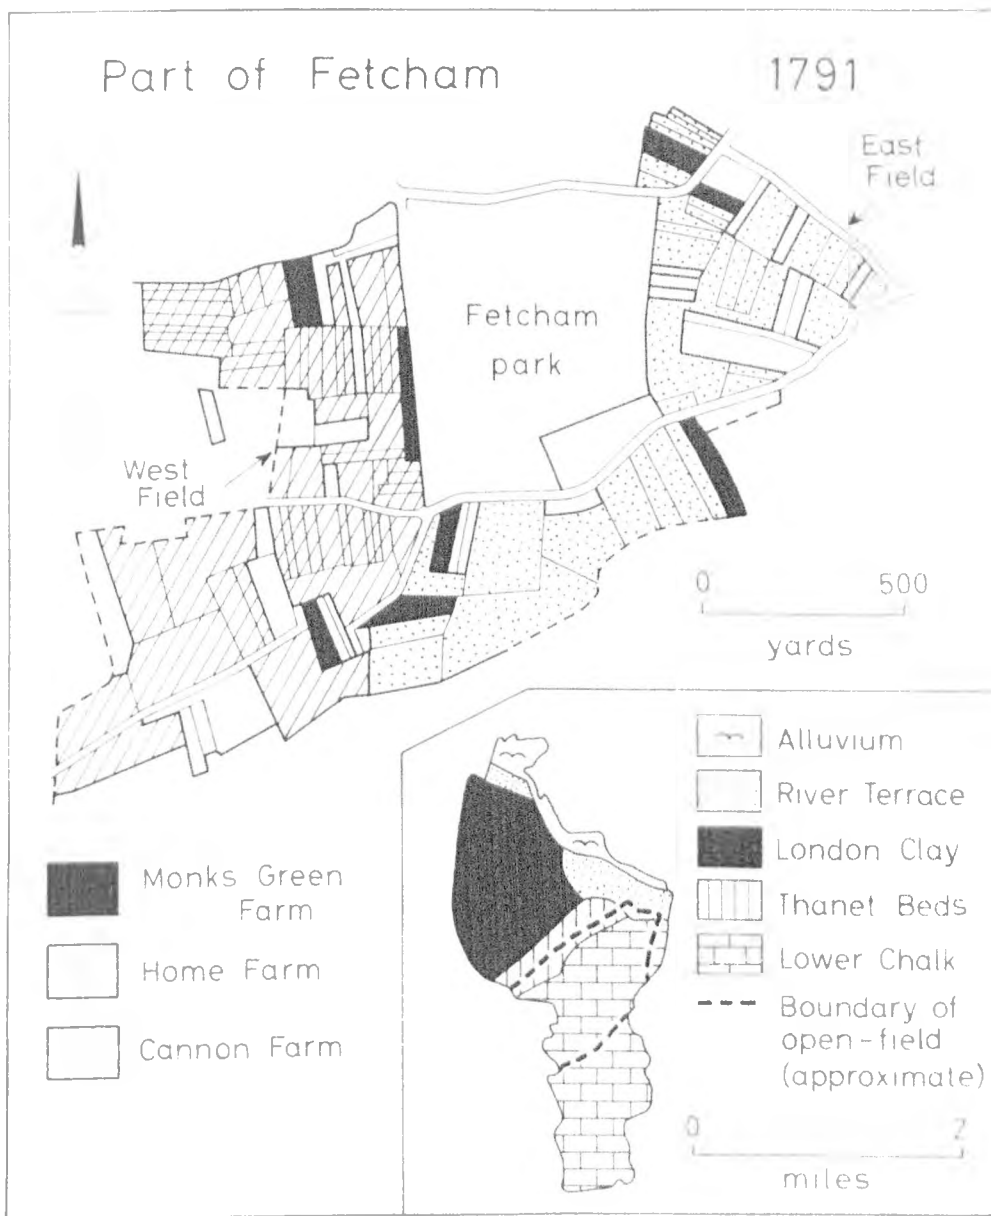 Part of Fetcham
1791
East
Field
Fetcham
park
West
Field
0 500
yards
Monks Green
Farm
Home Farm
Cannon Farm
Alluvium
River Terrace
London Clay
Thanet Beds
Lower Chalk
Boundary of
open-field
(approximate)
0 2
miles